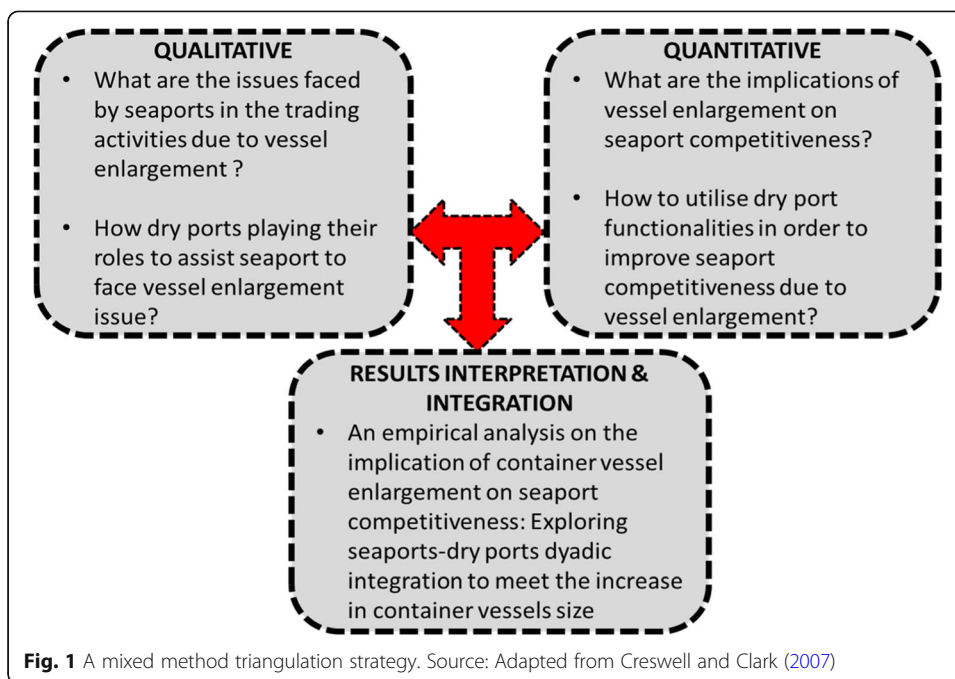 QUALITATIVE
• What are the issues faced
by seaports in the trading
activities due to vessel
enlargement ?
• How dry ports playing their
roles to assist seaport to
face vessel enlargement
issue?
QUANTITATIVE
• What are the implications of
vessel enlargement on
seaport competitiveness?
• How to utilise dry port
functionalities in order to
improve seaport
competitiveness due to
vessel enlargement?
RESULTS INTERPRETATION &
INTEGRATION
• An empirical analysis on the
implication of container vessel
enlargement on seaport
competitiveness: Exploring
seaports-dry ports dyadic
integration to meet the increase
in container vessels size
Fig. 1 A mixed method triangulation strategy. Source: Adapted from Creswell and Clark (2007)